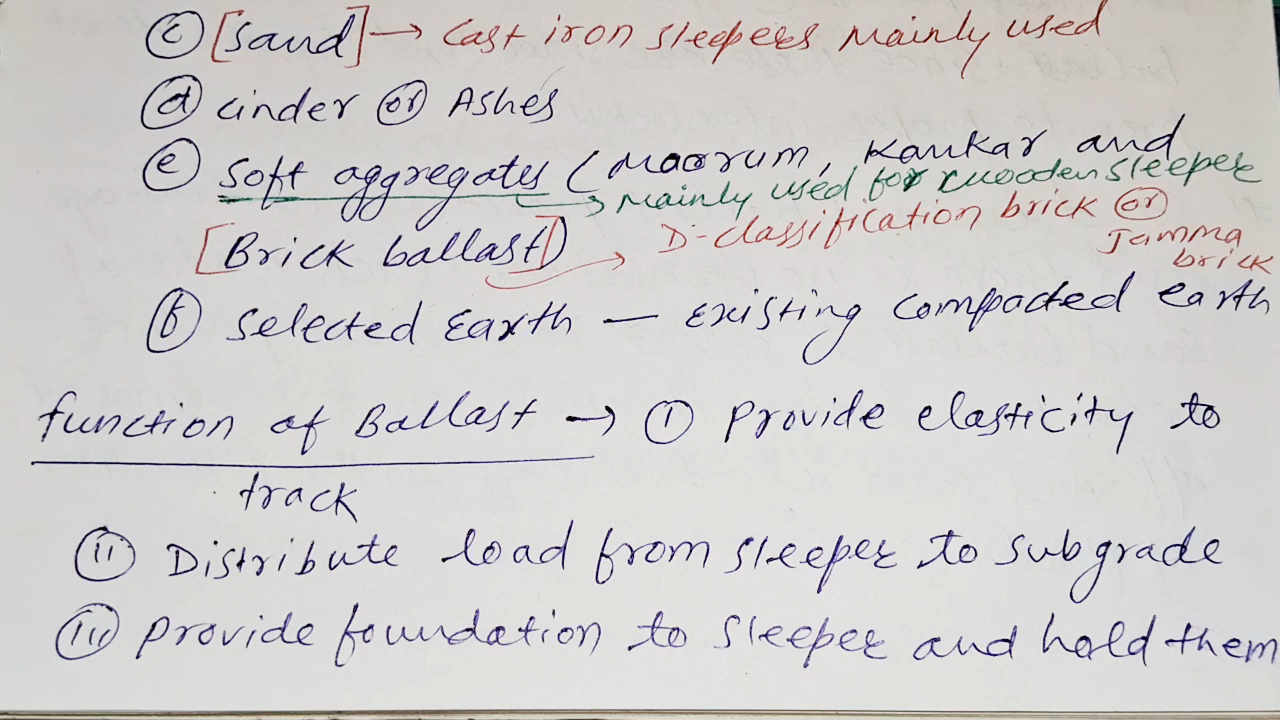 (c) [Sand] → Cast iron sleepers mainly used
(d) cinder (or) Ashes
(e) Soft aggregates (Moorum, Kankar and
→ mainly used for wooden sleeper
[Brick ballast]) → D-classification brick (or)
Jamma
brick
(f) Selected Earth — existing compacted earth
function of Ballast → (i) Provide elasticity to
track
(ii) Distribute load from sleeper to subgrade
(iii) provide foundation to sleeper and hold them